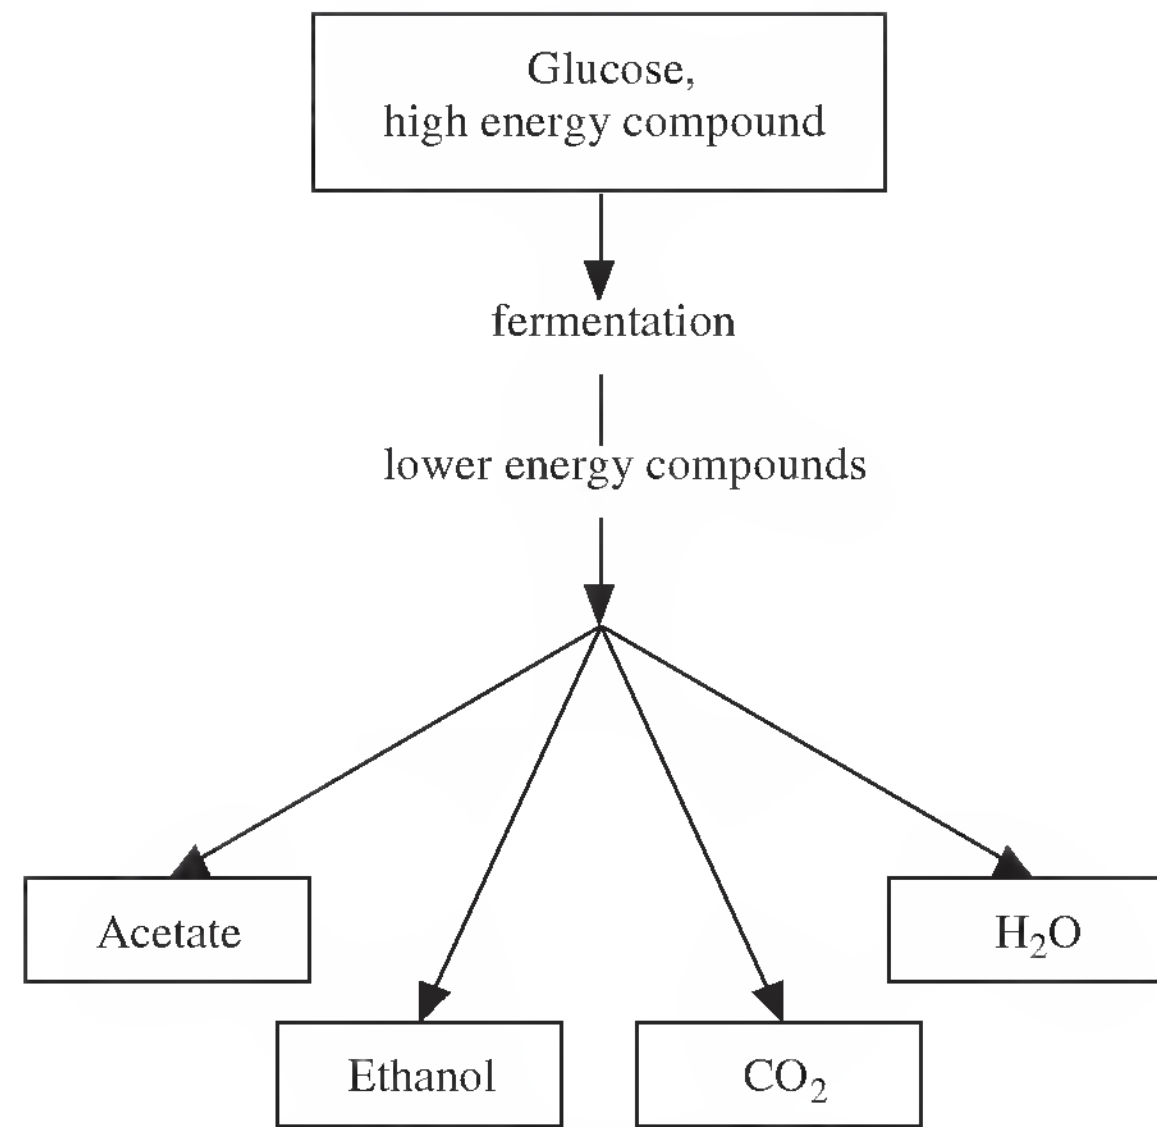 Glucose,
high energy compound
fermentation
lower energy compounds
Acetate
H₂O
Ethanol
CO₂